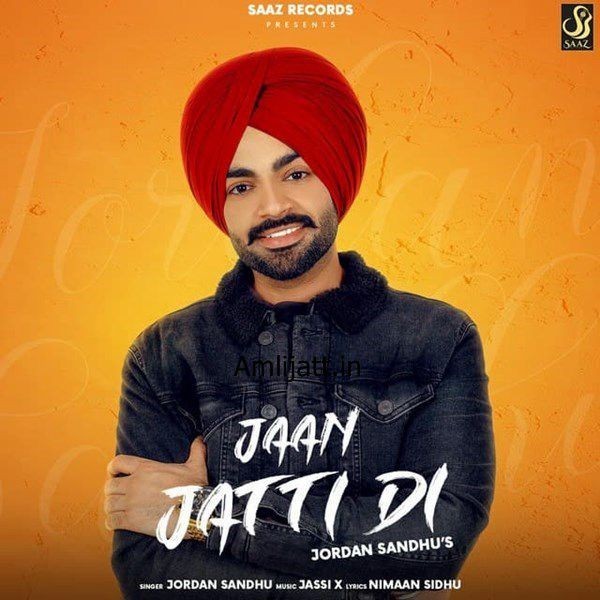 SAAZ RECORDS
PRESENTS
SAAZ
Amlijatt.in
JAAN
JATTI DI
JORDAN SANDHU'S
SINGER JORDAN SANDHU MUSIC JASSI X LYRICS NIMAAN SIDHU